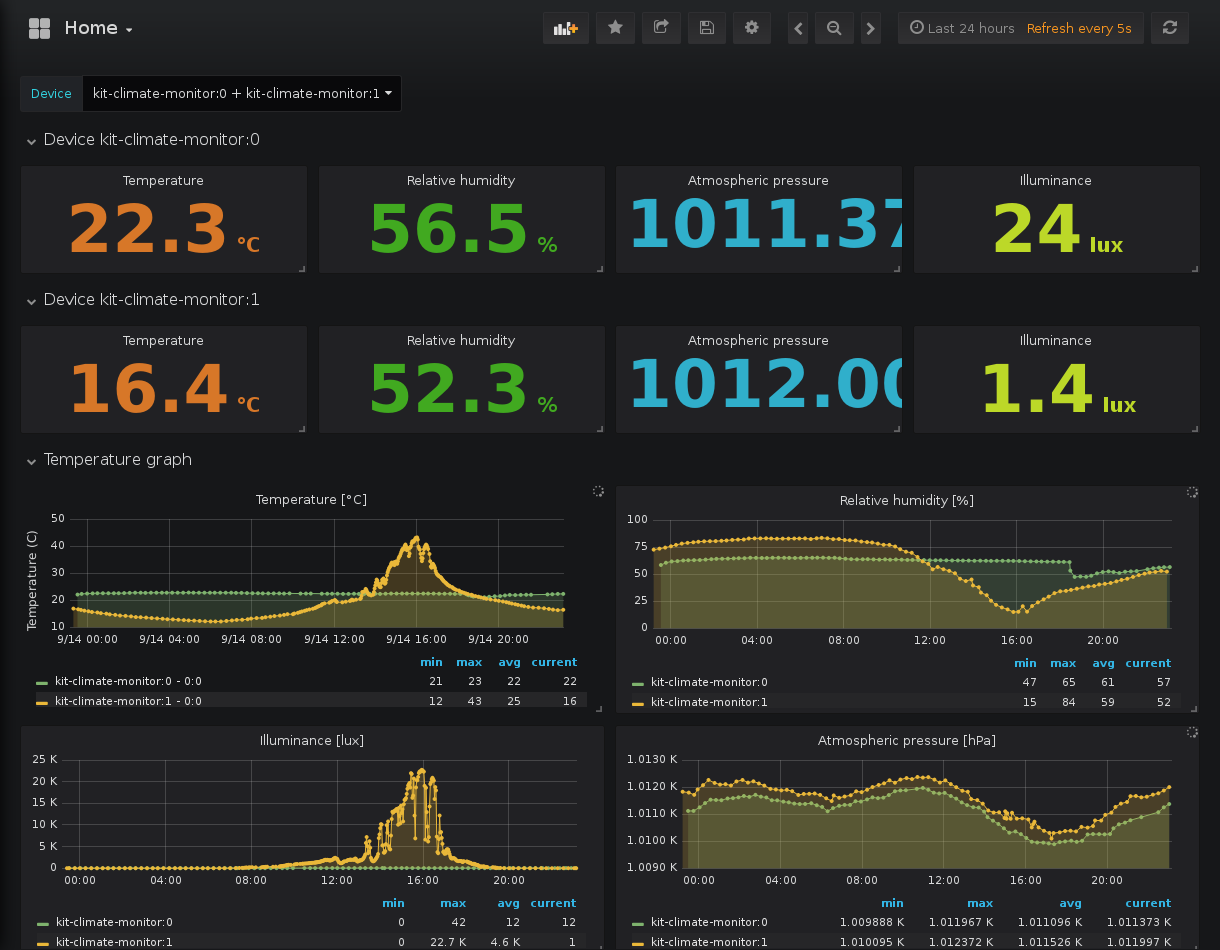 Home
Last 24 hours Refresh every 5s
Device kit-climate-monitor:0 + kit-climate-monitor:1
Device kit-climate-monitor:0
Temperature Relative humidity Atmospheric pressure Illuminance
22.3 °C 56.5 % 1011.37 24 lux
Device kit-climate-monitor:1
Temperature Relative humidity Atmospheric pressure Illuminance
16.4 °C 52.3 % 1012.00 1.4 lux
Temperature graph
Temperature [°C]
Temperature (C)
50
40
30
20
10
9/14 00:00 9/14 04:00 9/14 08:00 9/14 12:00 9/14 16:00 9/14 20:00
min max avg current
kit-climate-monitor:0 - 0:0 21 23 22 22
kit-climate-monitor:1 - 0:0 12 43 25 16
Relative humidity [%]
100
75
50
25
0
00:00 04:00 08:00 12:00 16:00 20:00
min max avg current
kit-climate-monitor:0 47 65 61 57
kit-climate-monitor:1 15 84 59 52
Illuminance [lux]
25 K
20 K
15 K
10 K
5 K
0
00:00 04:00 08:00 12:00 16:00 20:00
min max avg current
kit-climate-monitor:0 0 42 12 12
kit-climate-monitor:1 0 22.7 K 4.6 K 1
Atmospheric pressure [hPa]
1.0130 K
1.0120 K
1.0110 K
1.0100 K
1.0090 K
00:00 04:00 08:00 12:00 16:00 20:00
min max avg current
kit-climate-monitor:0 1.009888 K 1.011967 K 1.011096 K 1.011373 K
kit-climate-monitor:1 1.010095 K 1.012372 K 1.011526 K 1.011997 K